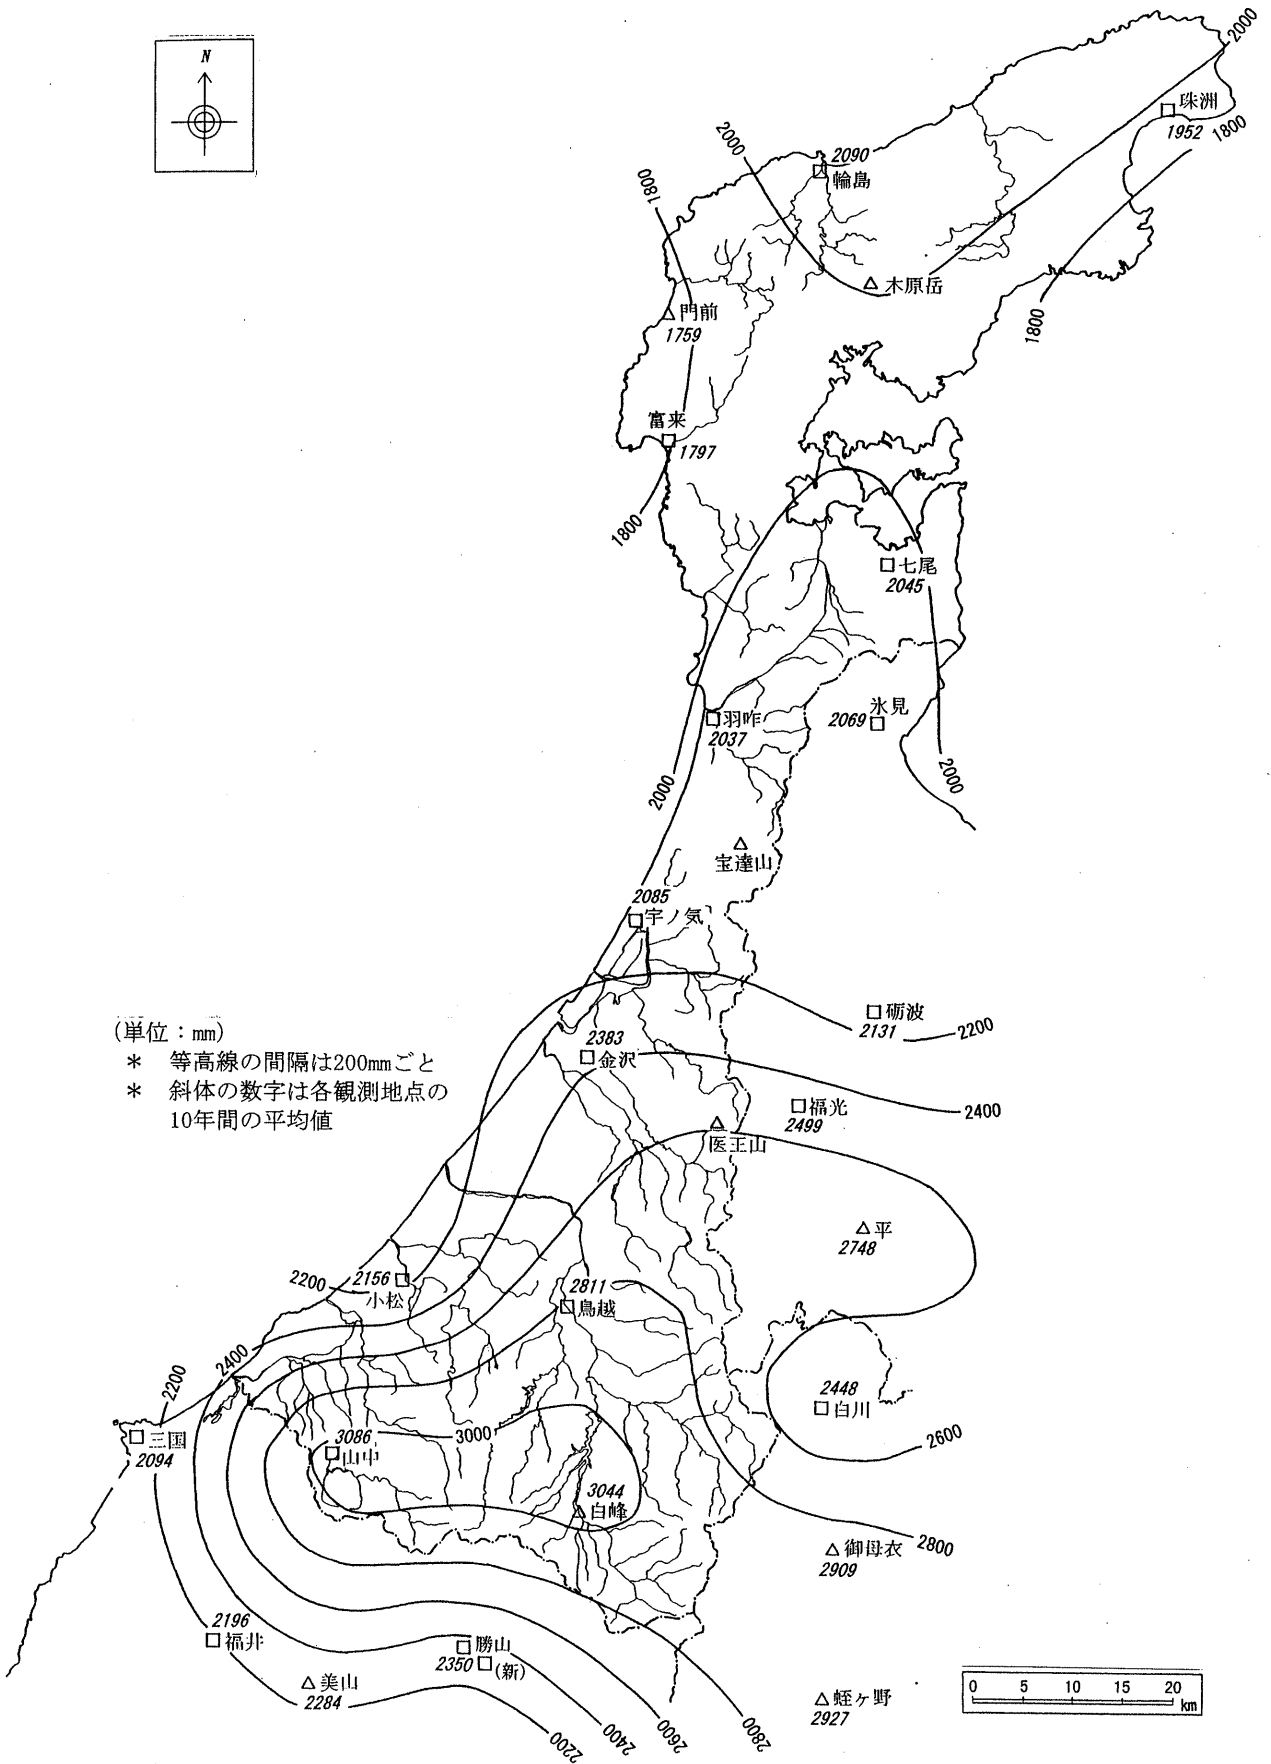 N
2000
珠洲
1952
1800
2000
2090
輪島
1800
木原岳
1800
門前
1759
富来
1797
1800
七尾
2045
氷見
2069
羽咋
2037
2000
2000
宝達山
2085
宇ノ気
(単位：mm)
* 等高線の間隔は200mmごと
* 斜体の数字は各観測地点の
10年間の平均値
砺波
2131
2200
2383
金沢
2400
福光
2499
医王山
平
2748
2200
2156
小松
2811
鳥越
2400
2200
2448
白川
2600
三国
2094
3086
山中
3000
3044
白峰
御母衣
2909
2800
2196
福井
勝山
2350
(新)
美山
2284
蛭ヶ野
2927
2200
2400
2600
2800
0 5 10 15 20
km